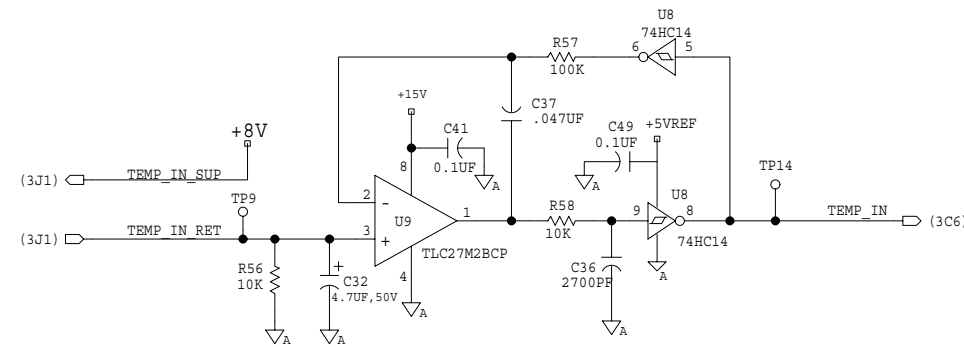 U8
74HC14
R57
6
5
100K
+15V
C37
.047UF
+8V
C41
0.1UF
C49
0.1UF
+5VREF
8
A
A
TP14
(3J1)
TEMP_IN_SUP
2
-
U9
1
R58
10K
9
U8
8
TEMP_IN
(3C6)
TP9
(3J1)
TEMP_IN_RET
3
+
TLC27M2BCP
74HC14
R56
10K
+
C32
4.7UF,50V
4
C36
2700PF
A
A
A
A
A